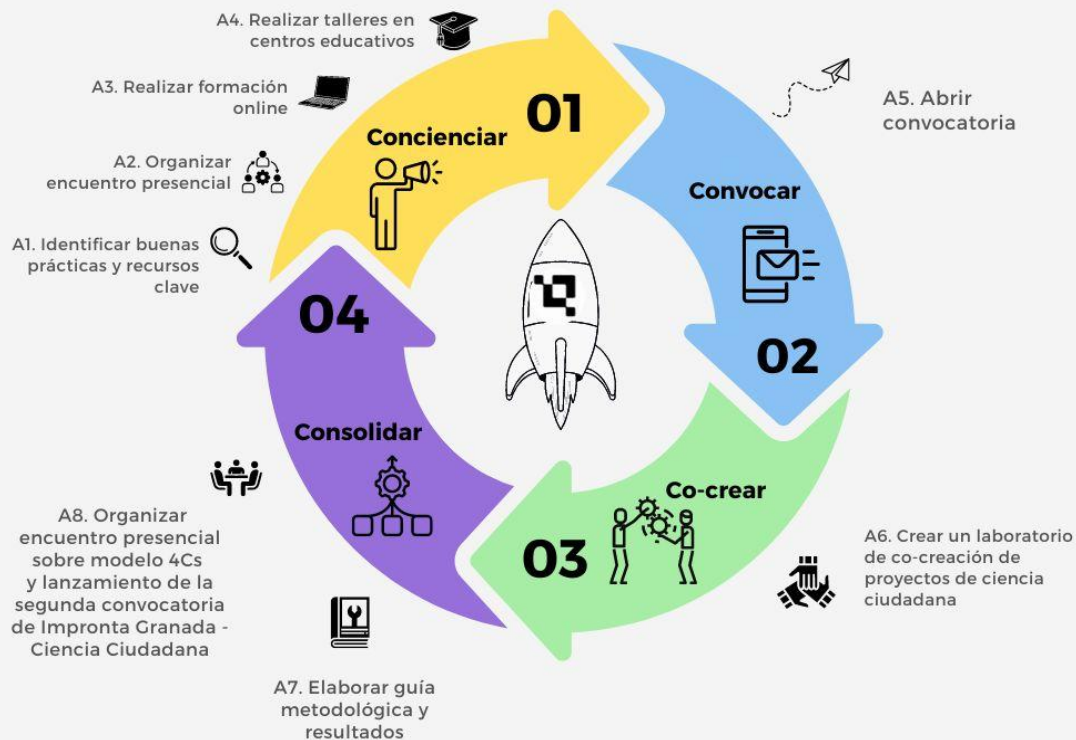 A4. Realizar talleres en
centros educativos
A3. Realizar formación
online
A2. Organizar
encuentro presencial
A1. Identificar buenas
prácticas y recursos
clave
01
Concienciar
A5. Abrir
convocatoria
Convocar
02
04
Consolidar
Co-crear
03
A6. Crear un laboratorio
de co-creación de
proyectos de ciencia
ciudadana
A8. Organizar
encuentro presencial
sobre modelo 4Cs
y lanzamiento de la
segunda convocatoria
de Impronta Granada -
Ciencia Ciudadana
A7. Elaborar guía
metodológica y
resultados